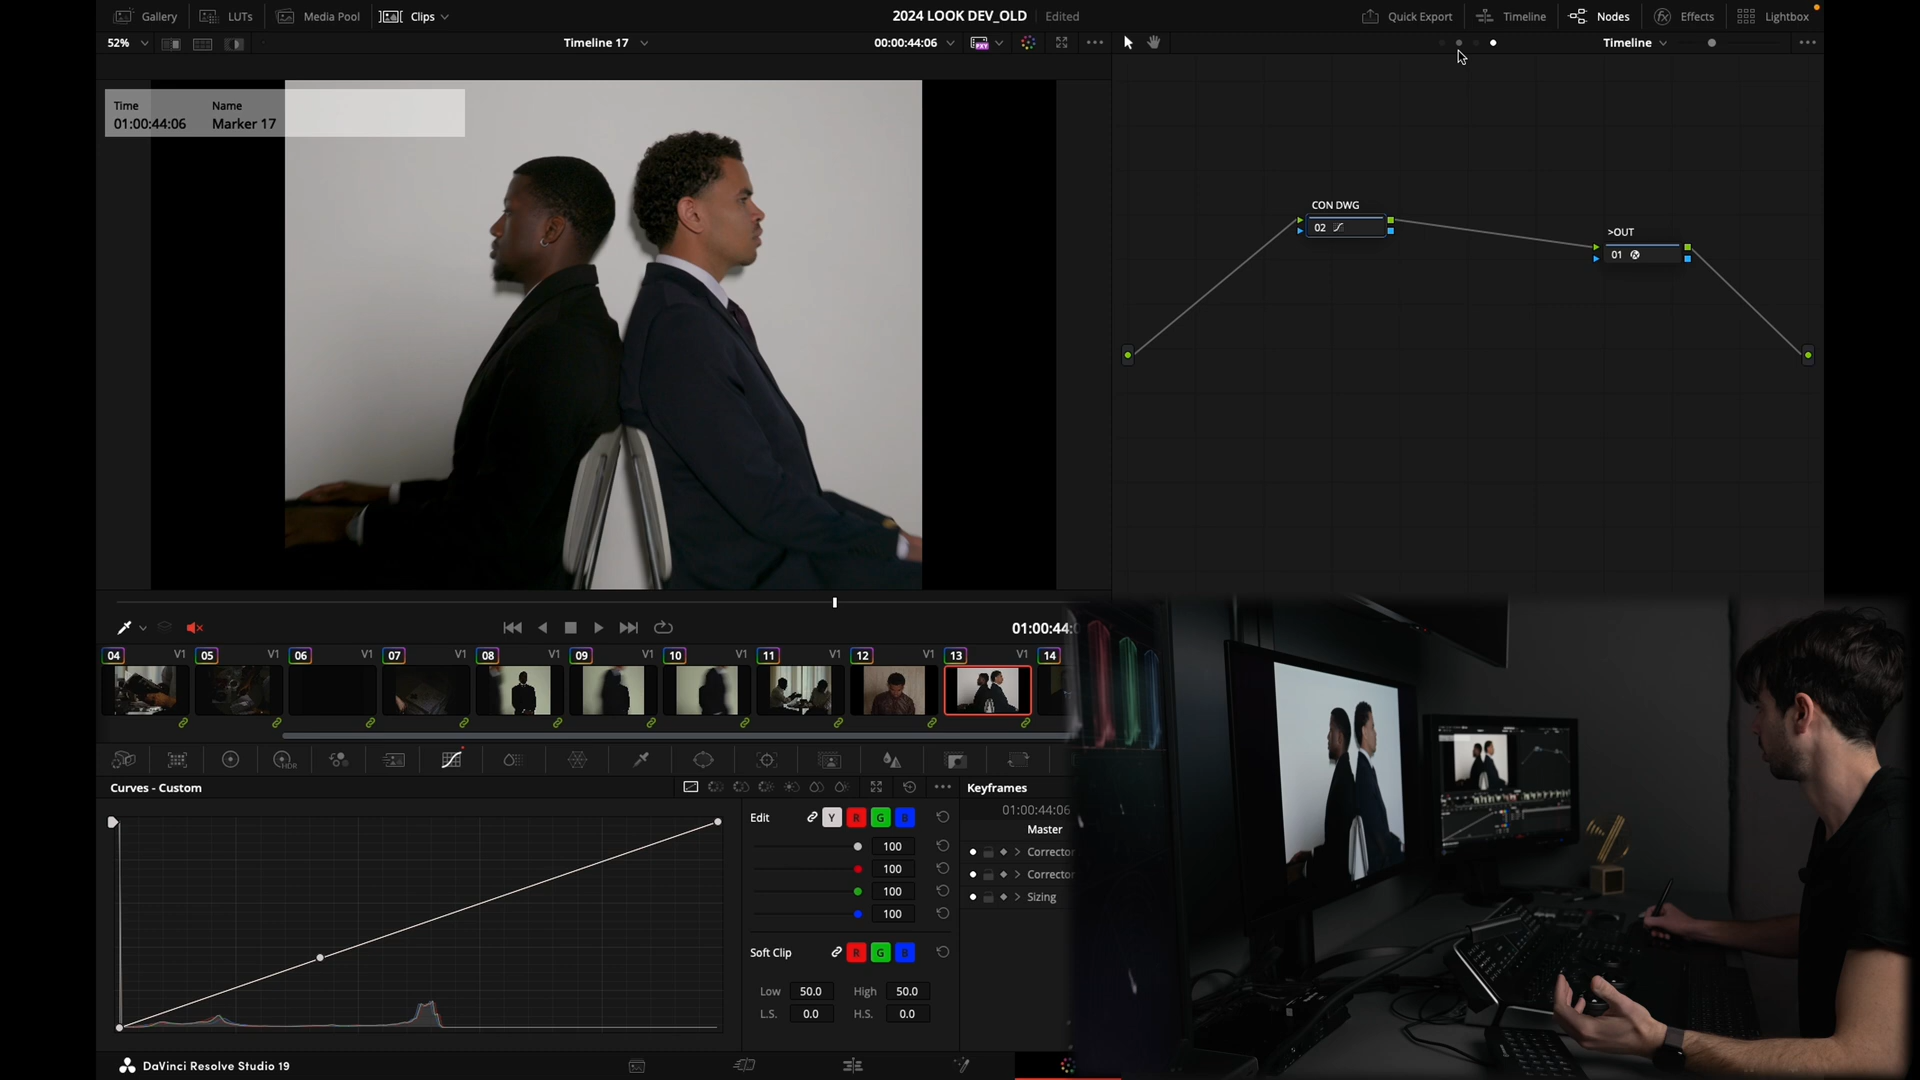 Gallery LUTs Media Pool Clips 2024 LOOK DEV_OLD Edited Quick Export Timeline Nodes Effects Lightbox
52% Timeline 17 00:00:44:06 Timeline
Time Name
01:00:44:06 Marker 17
CON DWG
02
>OUT
01
01:00:44:0
04 V1 05 V1 06 V1 07 V1 08 V1 09 V1 10 V1 11 V1 12 V1 13 V1 14
HDR
Curves - Custom Keyframes
Edit Y R G B 01:00:44:06
Master
100 Corrector
100 Corrector
100 Sizing
100
Soft Clip R G B
Low 50.0 High 50.0
L.S. 0.0 H.S. 0.0
DaVinci Resolve Studio 19